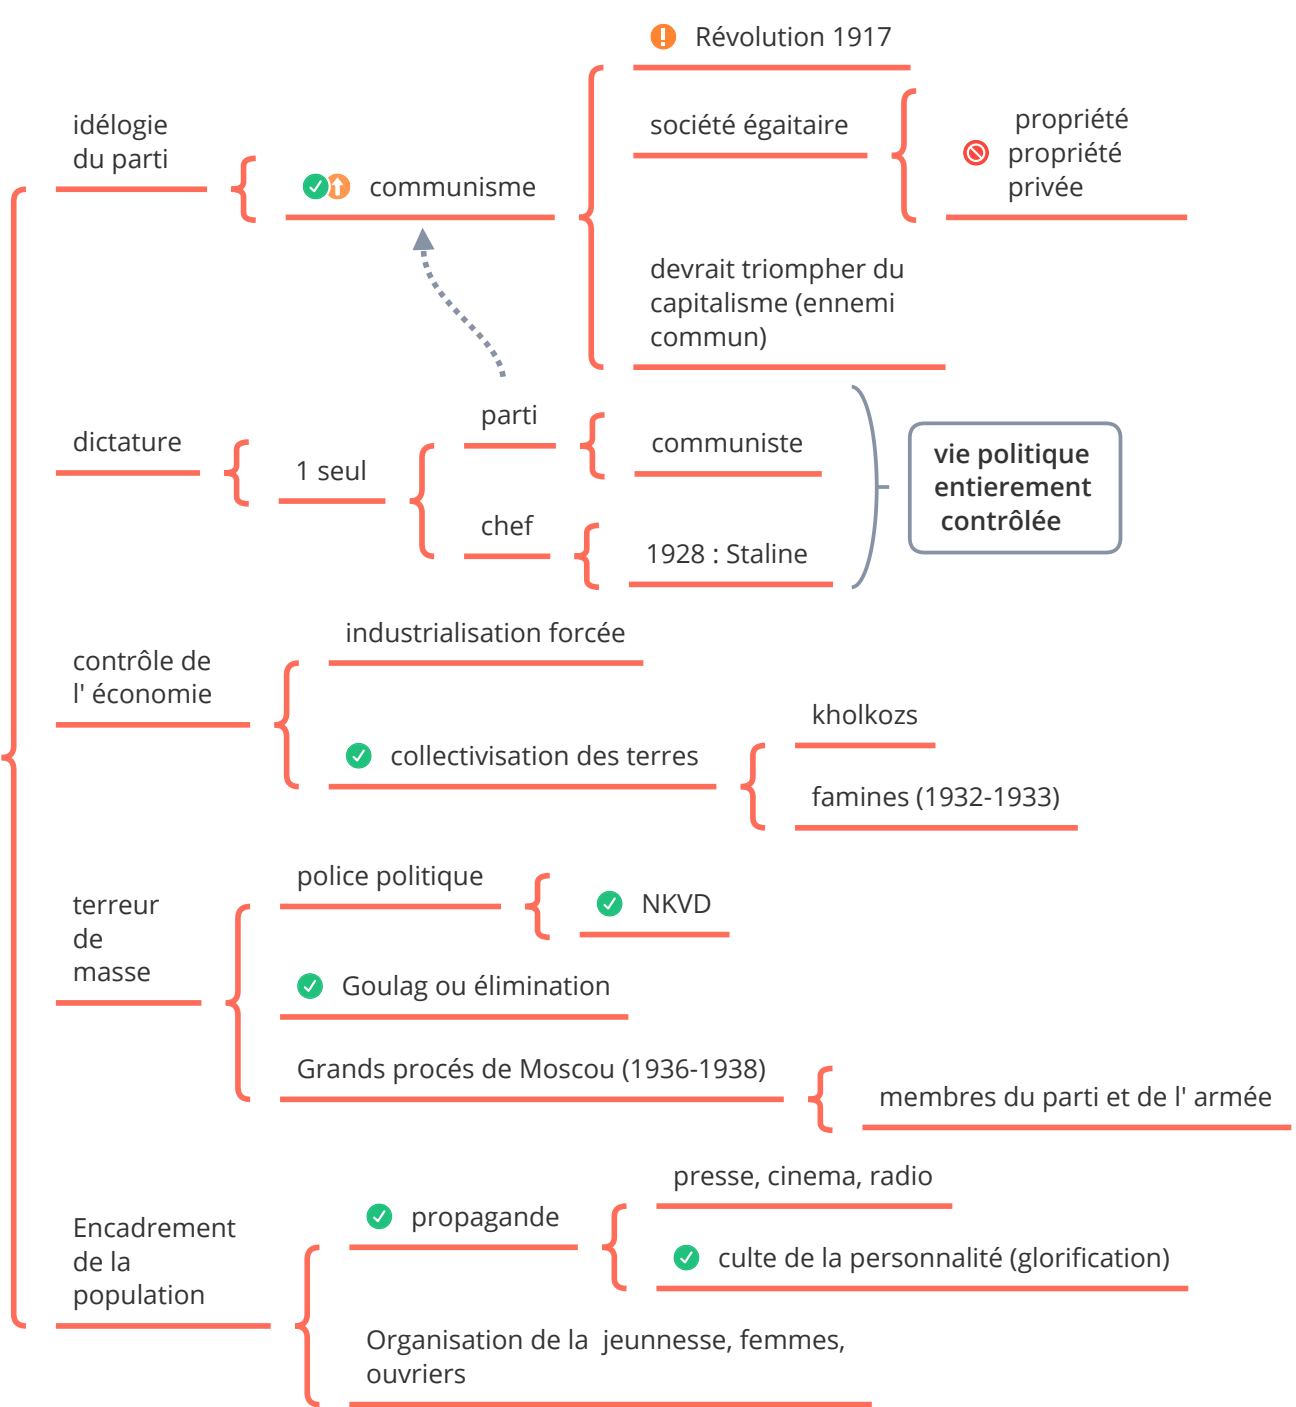 Révolution 1917
idélogie
du parti
communisme
société égaitaire
propriété
propriété
privée
devrait triompher du
capitalisme (ennemi
commun)
dictature
1 seul
parti
communiste
chef
1928 : Staline
vie politique
entierement
contrôlée
contrôle de
l' économie
industrialisation forcée
collectivisation des terres
kholkozs
famines (1932-1933)
terreur
de
masse
police politique
NKVD
Goulag ou élimination
Grands procés de Moscou (1936-1938)
membres du parti et de l' armée
Encadrement
de la
population
propagande
presse, cinema, radio
culte de la personnalité (glorification)
Organisation de la  jeunnesse, femmes,
ouvriers